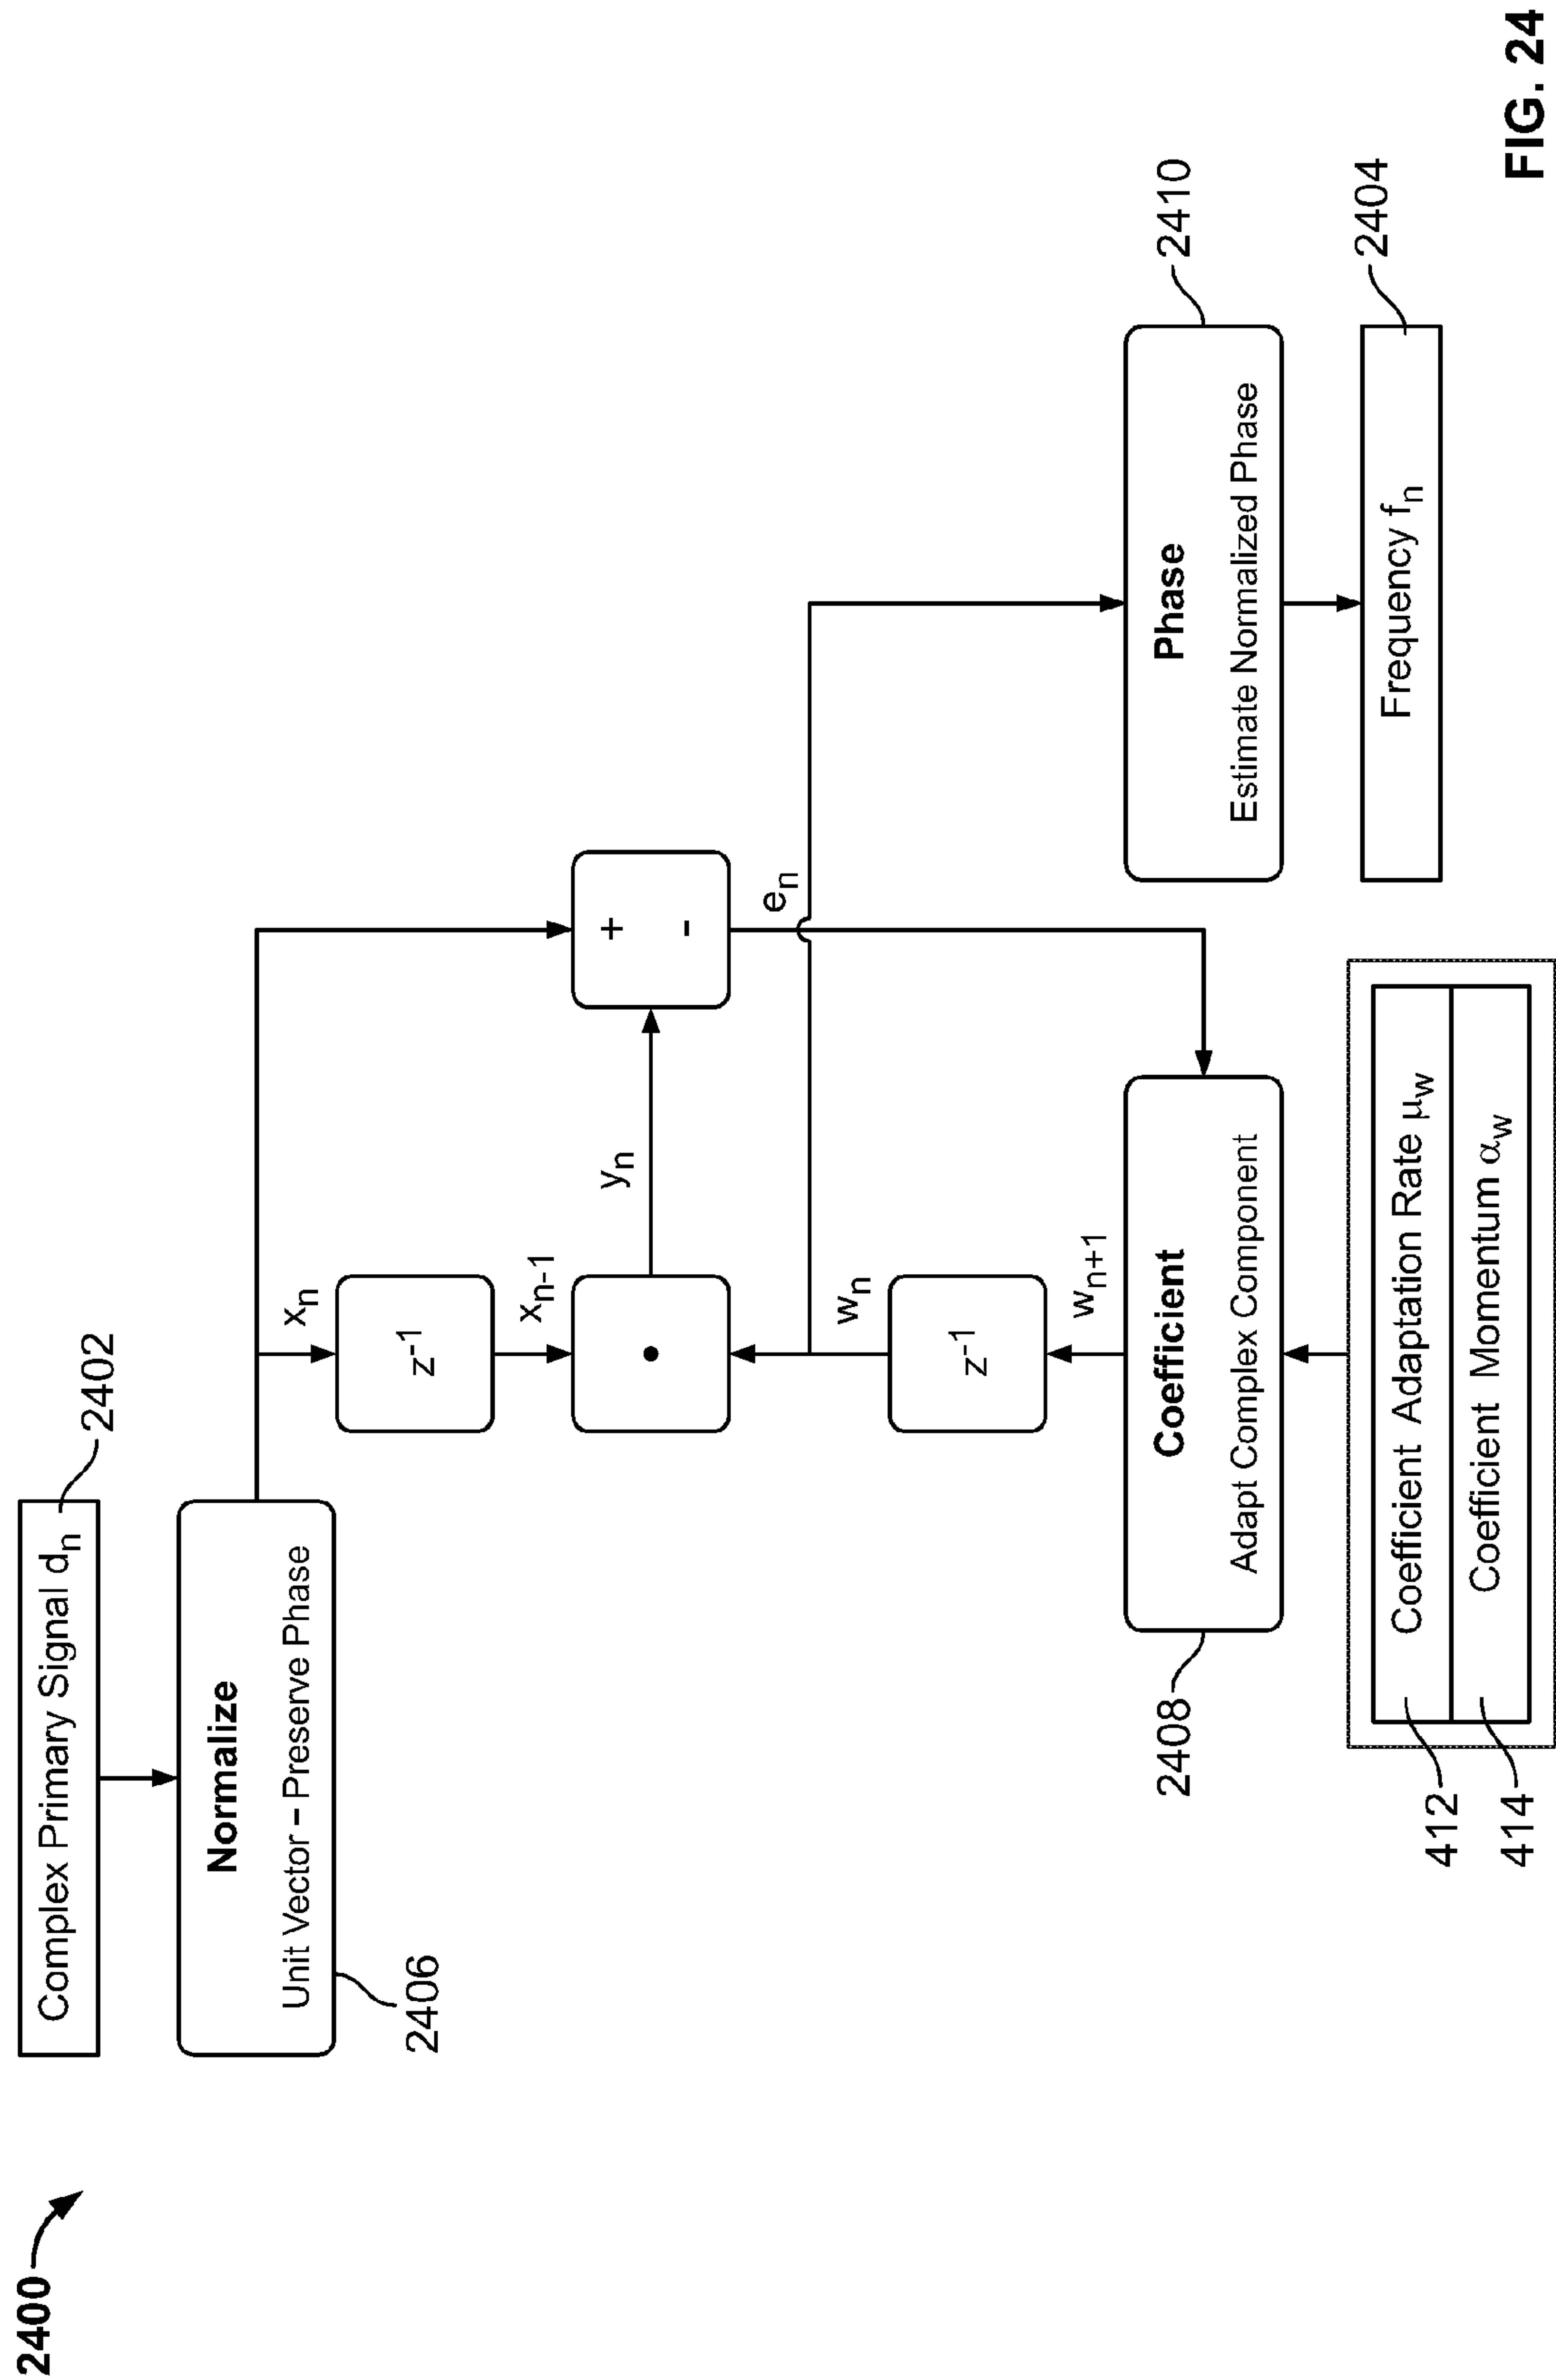 2400
Complex Primary Signal dn
2402
Normalize
Unit Vector – Preserve Phase
2406
xn
z-1
xn-1
•
yn
+
-
en
wn
z-1
wn+1
Coefficient
Adapt Complex Component
2408
Phase
Estimate Normalized Phase
2410
Frequency fn
2404
Coefficient Adaptation Rate μw
412
Coefficient Momentum αw
414
FIG. 24